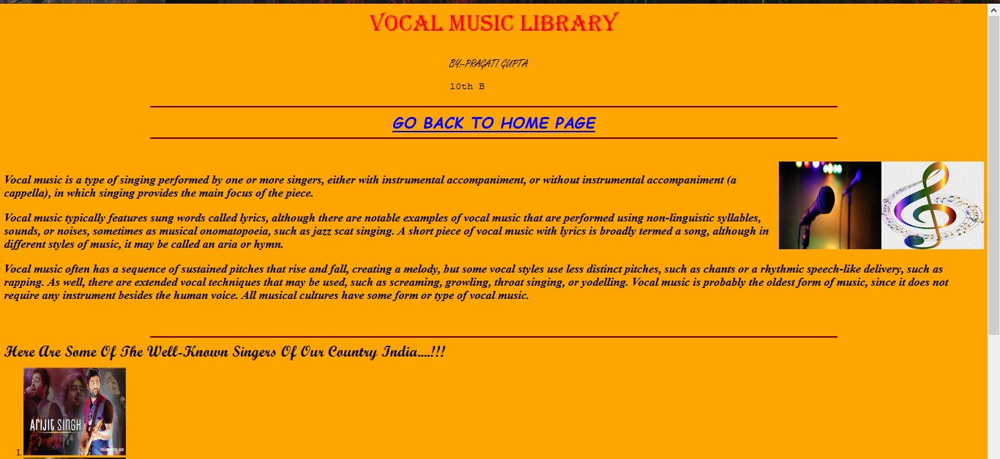 VOCAL MUSIC LIBRARY
BY:-PRAGATI GUPTA
10th B
GO BACK TO HOME PAGE
Vocal music is a type of singing performed by one or more singers, either with instrumental accompaniment, or without instrumental accompaniment (a
cappella), in which singing provides the main focus of the piece.
Vocal music typically features sung words called lyrics, although there are notable examples of vocal music that are performed using non-linguistic syllables,
sounds, or noises, sometimes as musical onomatopoeia, such as jazz scat singing. A short piece of vocal music with lyrics is broadly termed a song, although in
different styles of music, it may be called an aria or hymn.
Vocal music often has a sequence of sustained pitches that rise and fall, creating a melody, but some vocal styles use less distinct pitches, such as chants or a rhythmic speech-like delivery, such as
rapping. As well, there are extended vocal techniques that may be used, such as screaming, growling, throat singing, or yodelling. Vocal music is probably the oldest form of music, since it does not
require any instrument besides the human voice. All musical cultures have some form or type of vocal music.
Here Are Some Of The Well-Known Singers Of Our Country India....!!!
ARIJIT SINGH
I.